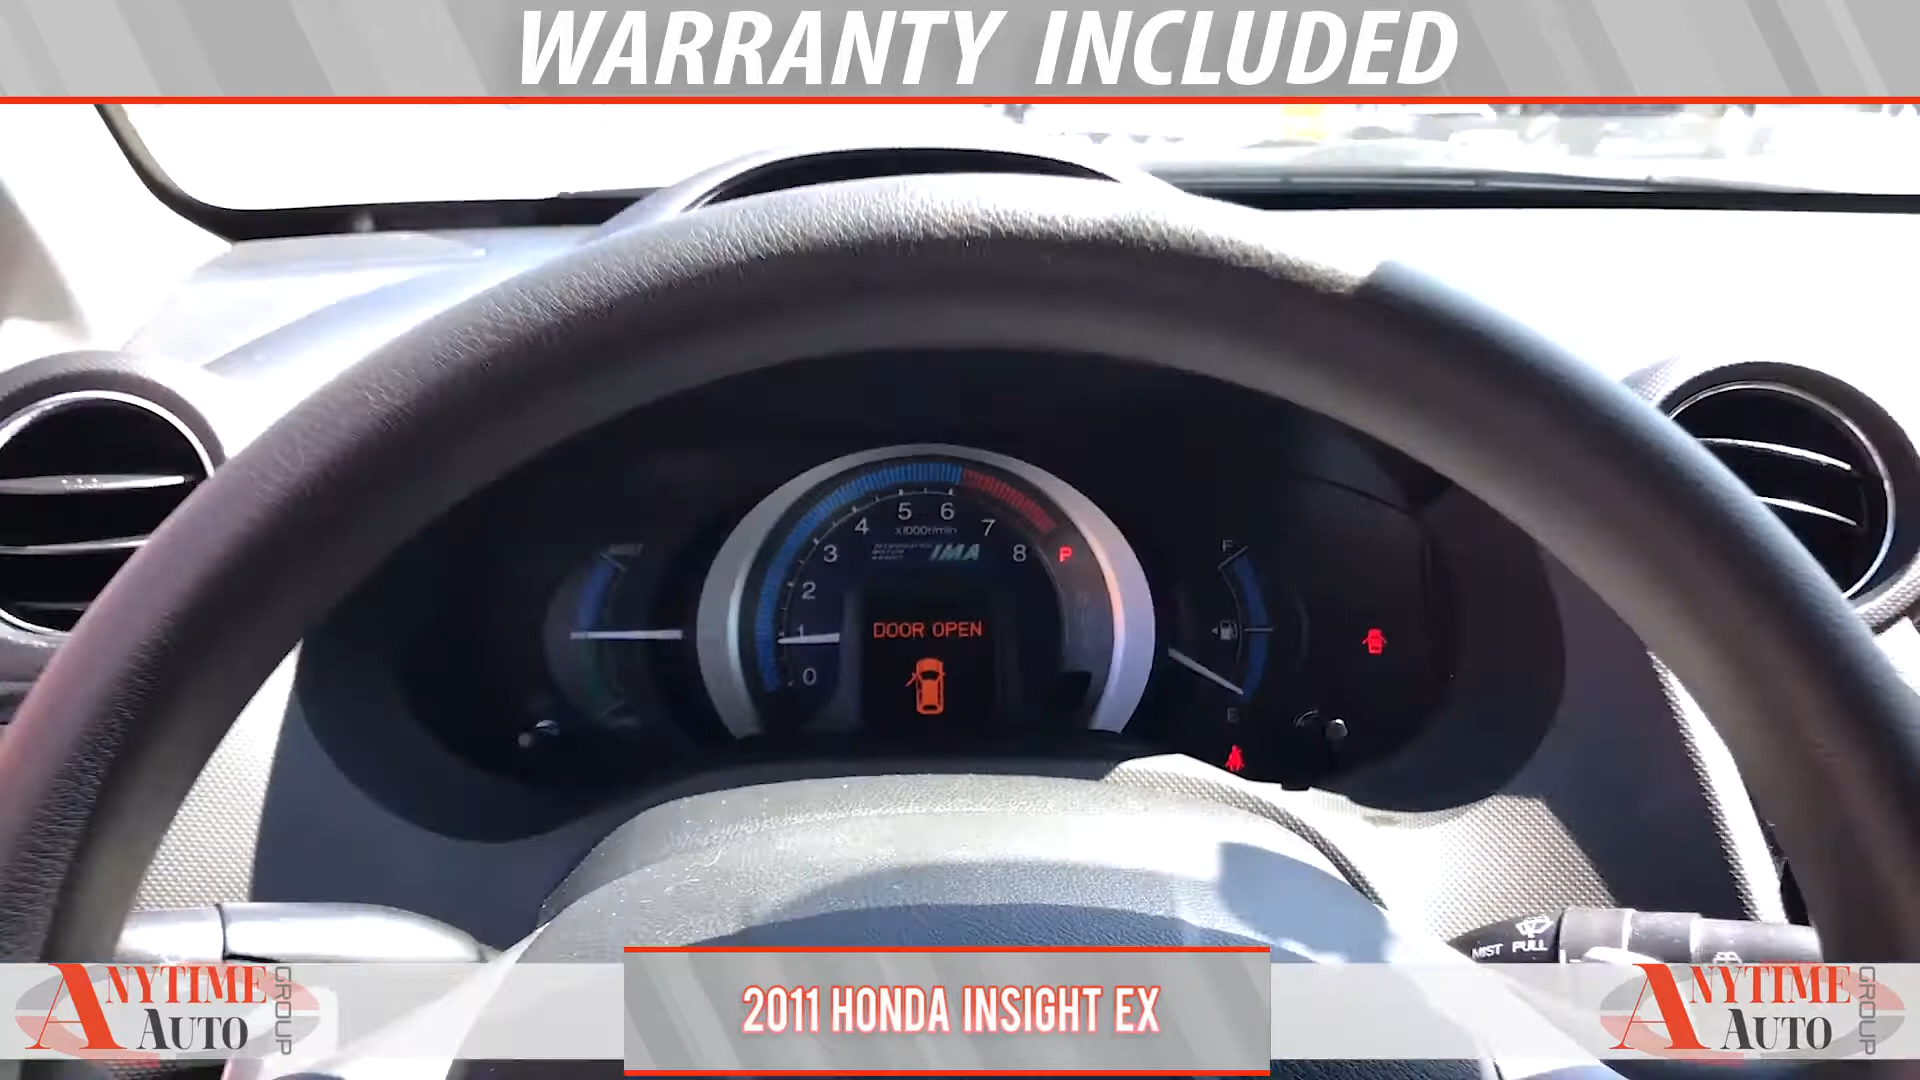 WARRANTY INCLUDED
5 6
4 x1000r/min 7
3 IMA 8 P
2
1
DOOR OPEN
0
F
E
MIST PULL
ANYTIME
AUTO
GROUP
2011 HONDA INSIGHT EX
ANYTIME
AUTO
GROUP